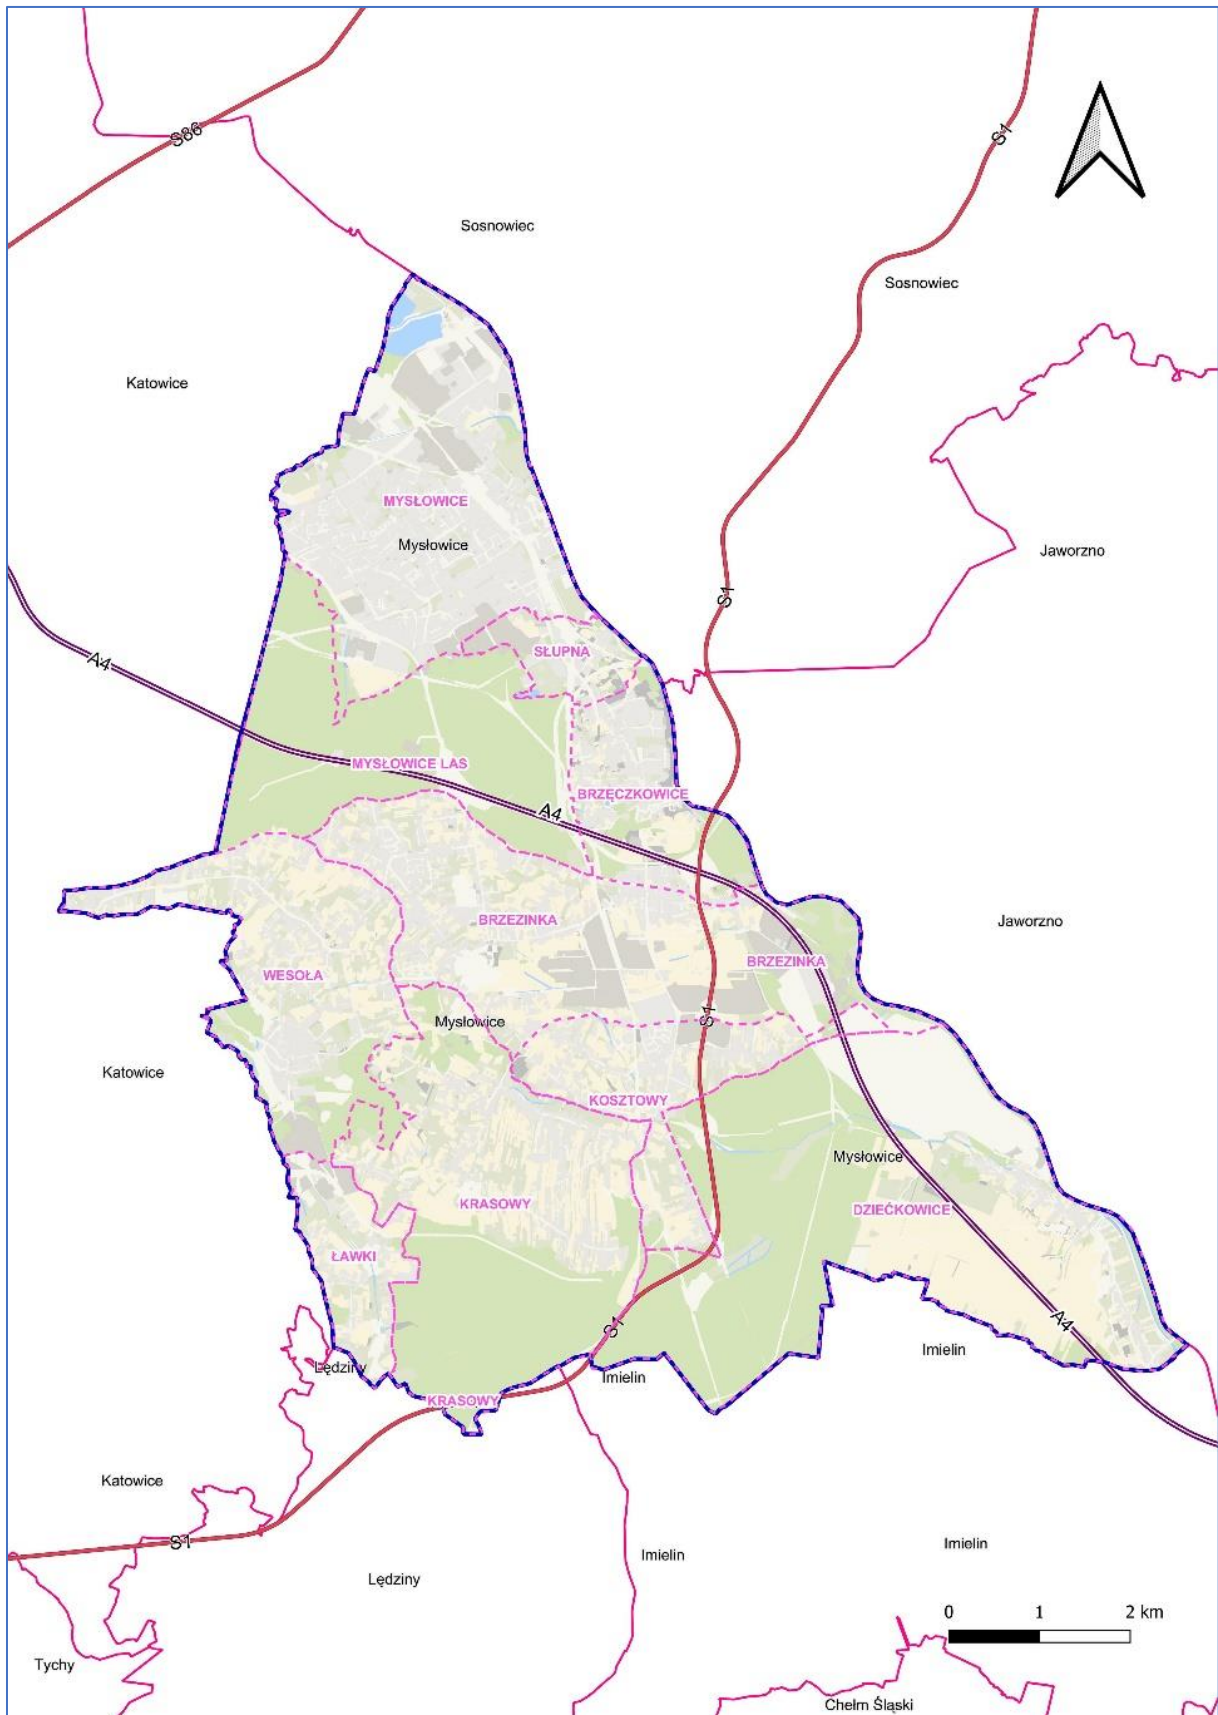 S86
S1
Sosnowiec
Sosnowiec
Katowice
MYSŁOWICE
Mysłowice
Jaworzno
S1
SŁUPNA
A4
MYSŁOWICE LAS
BRZĘCZKOWICE
A4
BRZEZINKA
Jaworzno
WESOŁA
BRZEZINKA
S1
Mysłowice
Katowice
KOSZTOWY
Mysłowice
KRASOWY
DZIEĆKOWICE
ŁAWKI
A4
S1
Imielin
Lędziny
Imielin
KRASOWY
Katowice
S1
Imielin
Imielin
Lędziny
0 1 2 km
Tychy
Chełm Śląski